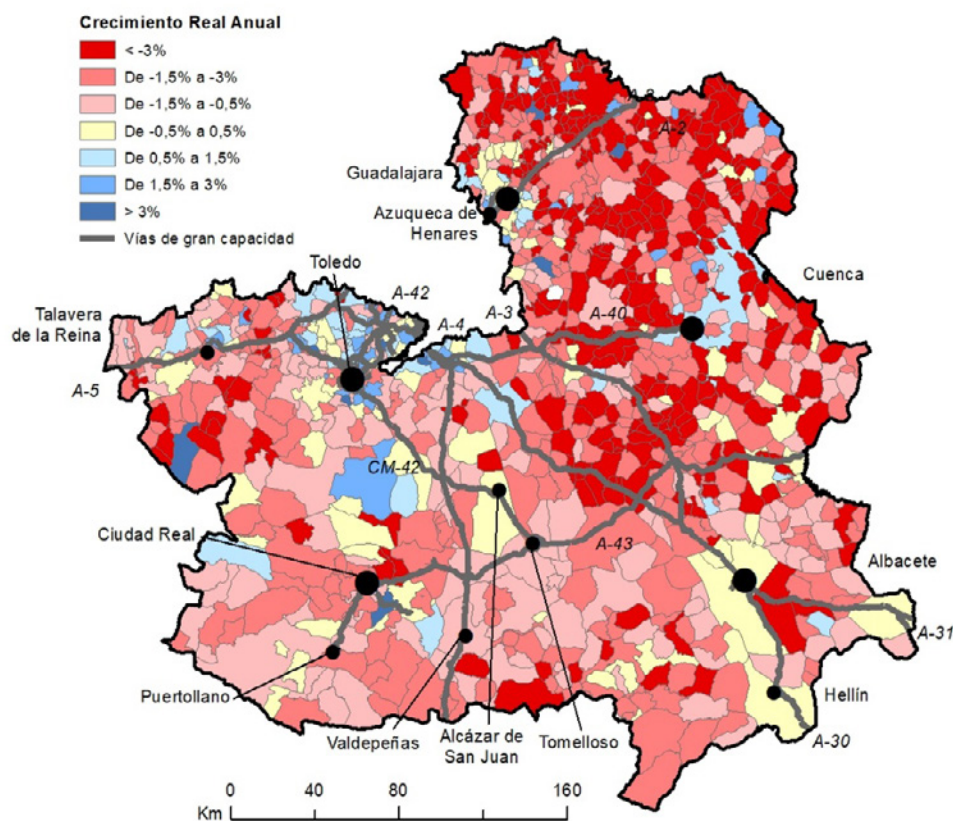 Crecimiento Real Anual
< -3%
De -1,5% a -3%
De -1,5% a -0,5%
De -0,5% a 0,5%
De 0,5% a 1,5%
De 1,5% a 3%
> 3%
Vías de gran capacidad
A-2
A-2
Guadalajara
Azuqueca de
Henares
Toledo
A-42
Talavera
de la Reina
A-4
A-3
A-40
Cuenca
A-5
CM-42
Ciudad Real
A-43
Albacete
A-31
Puertollano
Valdepeñas
Alcázar de
San Juan
Tomelloso
Hellín
A-30
0 40 80 160
Km